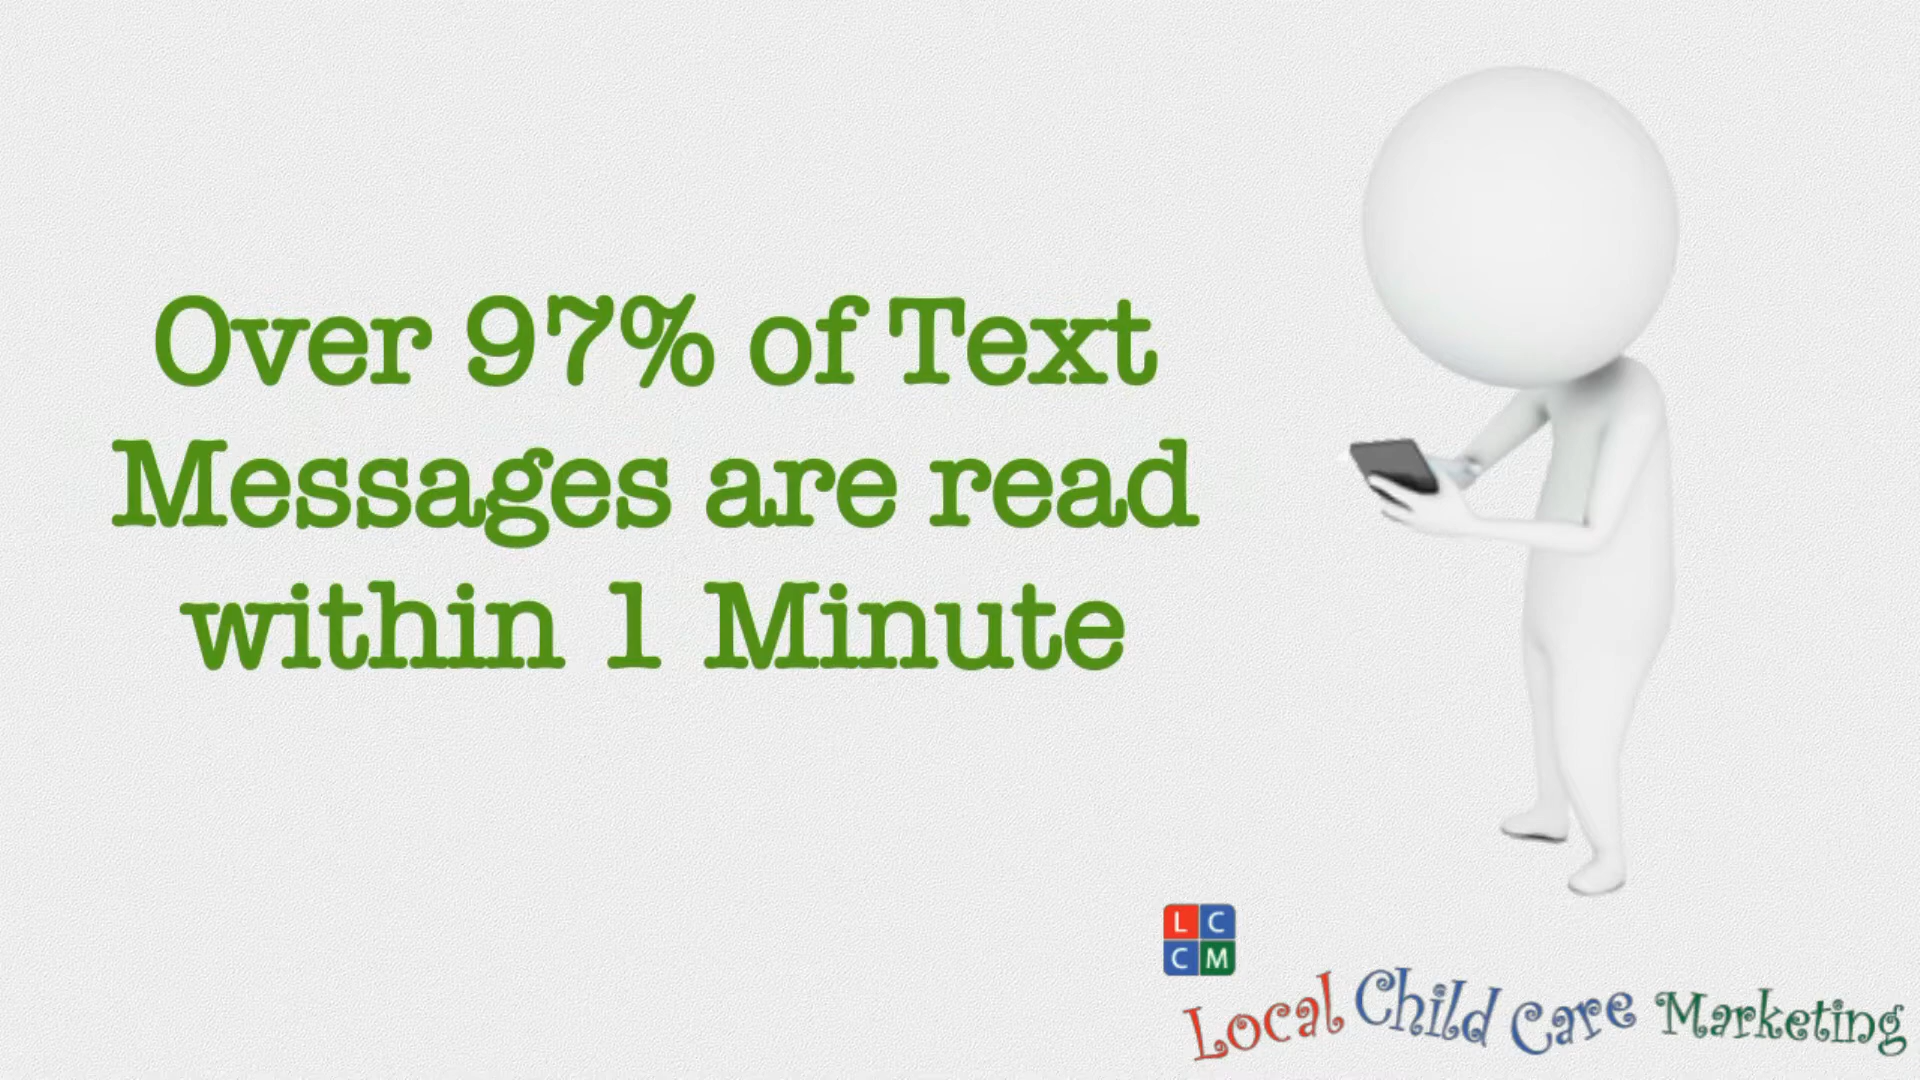 Over 97% of Text
Messages are read
within 1 Minute
L C
C M
Local Child Care Marketing